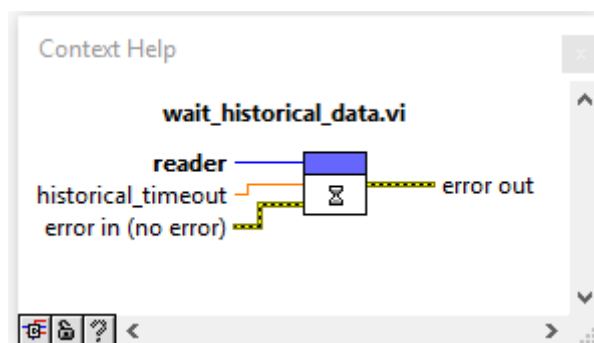 Context Help
wait_historical_data.vi
reader
historical_timeout
error out
error in (no error)
?